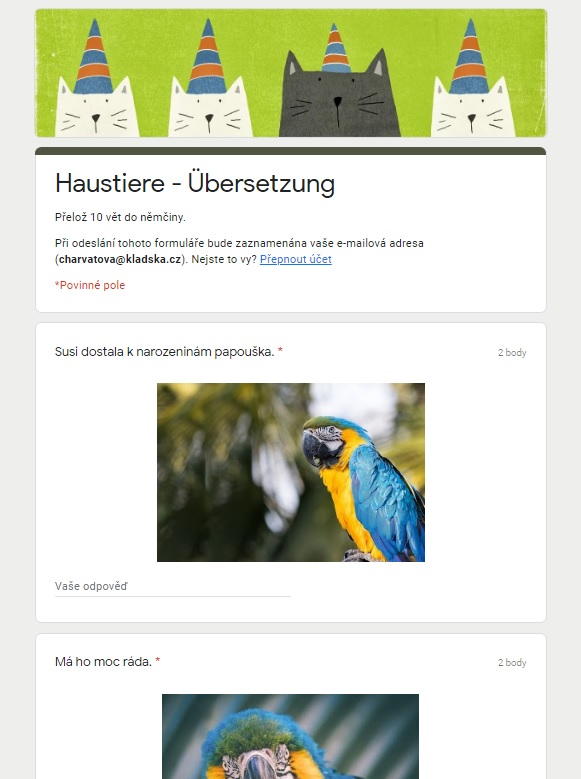 Haustiere - Übersetzung
Přelož 10 vět do němčiny.
Při odeslání tohoto formuláře bude zaznamenána vaše e-mailová adresa
(charvatova@kladska.cz). Nejste to vy? Přepnout účet
*Povinné pole
Susi dostala k narozeninám papouška. *
2 body
Vaše odpověď
Má ho moc ráda. *
2 body